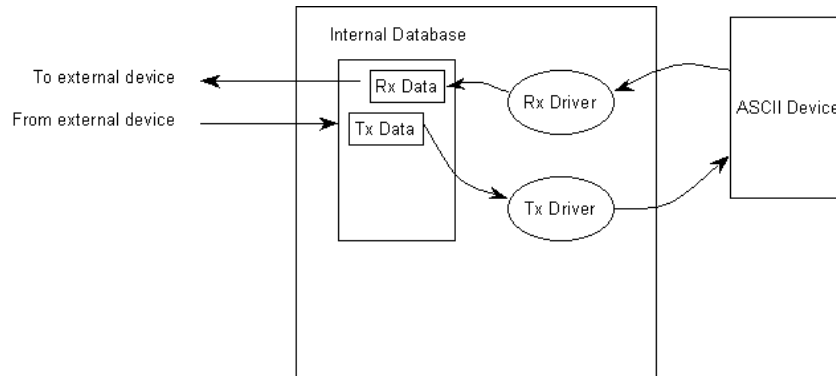 Internal Database
To external device
Rx Data
Rx Driver
ASCII Device
From external device
Tx Data
Tx Driver